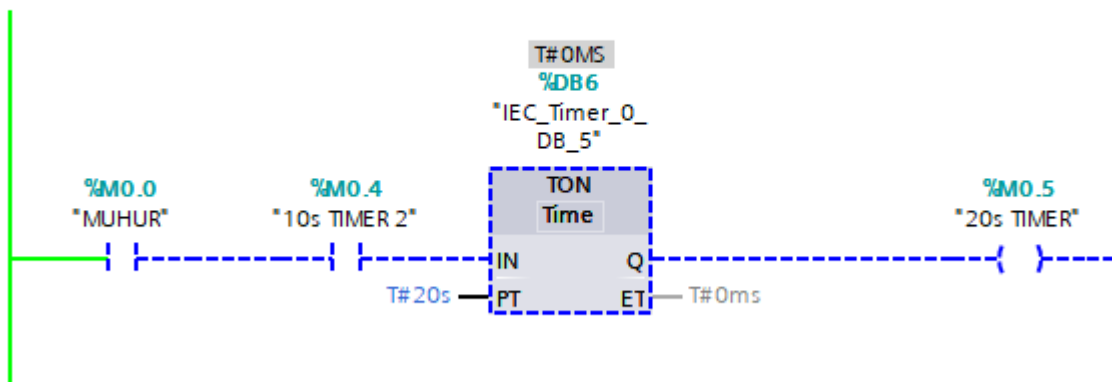 T#0MS
%DB6
"IEC_Timer_0_
DB_5"
%M0.0
"MUHUR"
%M0.4
"10s TIMER 2"
TON
Time
%M0.5
"20s TIMER"
IN
Q
T#20s
PT
ET
T#0ms